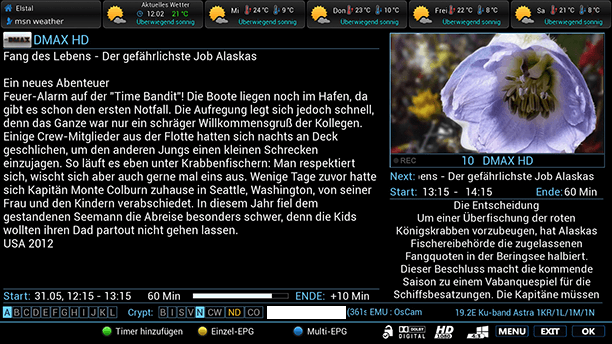 Elstal
msn weather
Aktuelles Wetter
12:02 21°C
Überwiegend sonnig
Mi 24°C 9°C
Überwiegend sonnig
Don 23°C 10°C
Überwiegend sonnig
Frei 22°C 8°C
Überwiegend sonnig
Sa 21°C 8°C
Überwiegend sonnig
DMAX DMAX HD
Fang des Lebens - Der gefährlichste Job Alaskas
Ein neues Abenteuer
Feuer-Alarm auf der "Time Bandit"! Die Boote liegen noch im Hafen, da
gibt es schon den ersten Notfall. Die Aufregung legt sich jedoch schnell,
denn das Ganze war nur ein schräger Willkommensgruß der Kollegen.
Einige Crew-Mitglieder aus der Flotte hatten sich nachts an Deck
geschlichen, um den anderen Jungs einen kleinen Schrecken
einzujagen. So läuft es eben unter Krabbenfischern: Man respektiert
sich, wischt sich aber auch gerne mal eins aus. Wenige Tage zuvor hatte
sich Kapitän Monte Colburn zuhause in Seattle, Washington, von seiner
Frau und den Kindern verabschiedet. In diesem Jahr fiel dem
gestandenen Seemann die Abreise besonders schwer, denn die Kids
wollten ihren Dad partout nicht gehen lassen.
USA 2012
REC 10 DMAX HD
Next: ens - Der gefährlichste Job Alaskas
Start: 13:15 - 14:15 Ende: 60 Min
Die Entscheidung
Um einer Überfischung der roten
Königskrabben vorzubeugen, hat Alaskas
Fischereibehörde die zugelassenen
Fangquoten in der Beringsee halbiert.
Dieser Beschluss macht die kommende
Saison zu einem Vabanquespiel für die
Schiffsbesatzungen. Die Kapitäne müssen
Start: 31.05, 12:15 - 13:15 60 Min ENDE: +10 Min
A B C D E F G H I J K L Crypt: B I S V N CW ND CO (361s EMU : OsCam 19.2E Ku-band Astra 1KR/1L/1M/1N
Timer hinzufügen Einzel-EPG Multi-EPG DOLBY DIGITAL HD 1080 MENU EXIT OK